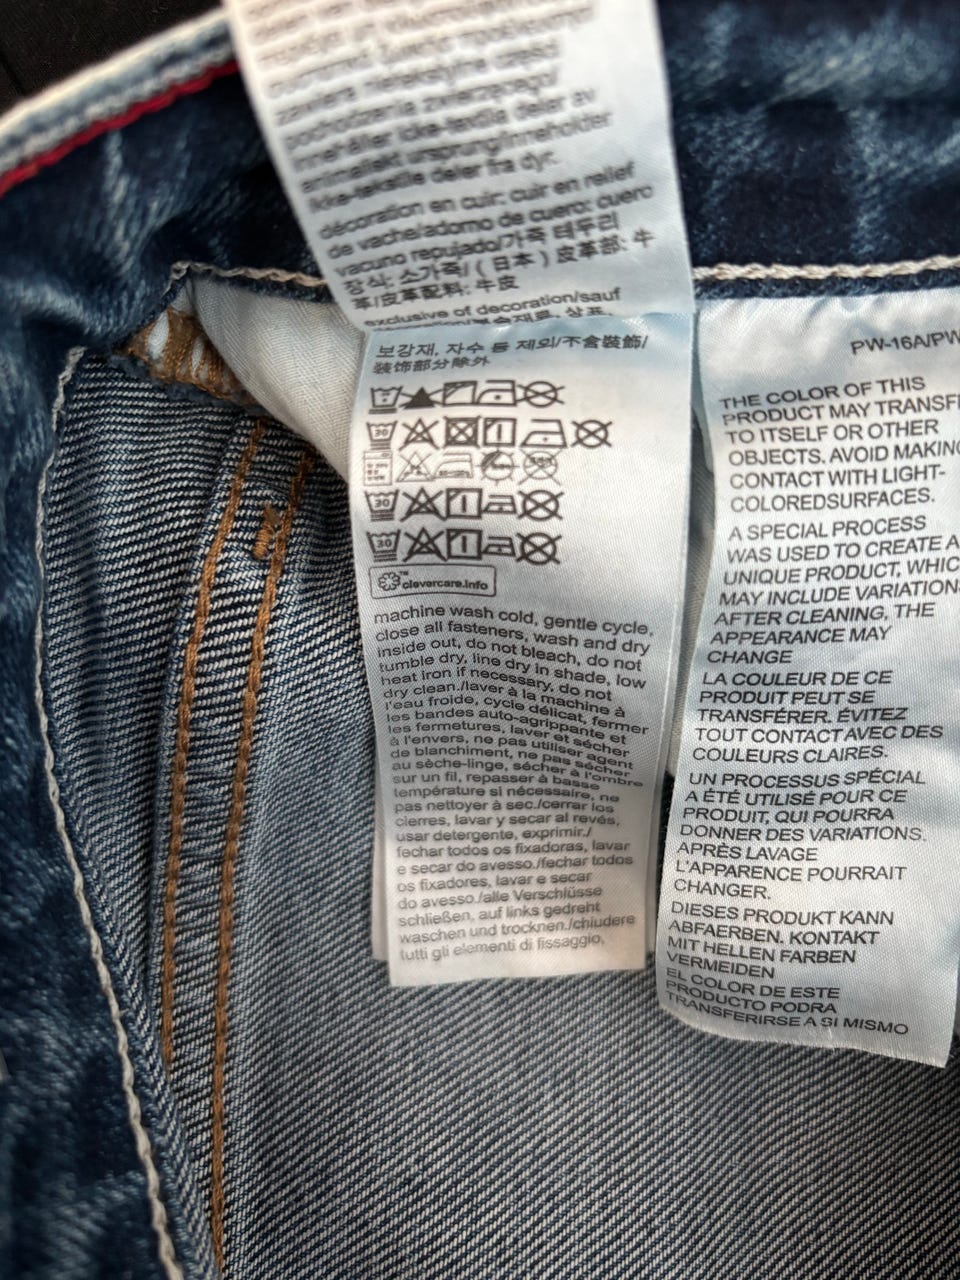 zawiera nietekstylne części
pochodzenia zwierzęcego/
innehåller icke-textila delar av
animaliskt ursprung/inneholder
ikke-tekstile deler fra dyr.
décoration en cuir: cuir en relief
de vache/adorno de cuero: cuero
vacuno repujado/가죽 테두리
장식: 소가죽/ ( 日本 ) 皮革部: 牛
革/皮革配料: 牛皮
exclusive of decoration/sauf
보강재, 자수 등 제외/不含裝飾/
装饰部分除外
30
30
30
clevercare.info
machine wash cold, gentle cycle,
close all fasteners, wash and dry
inside out, do not bleach, do not
tumble dry, line dry in shade, low
heat iron if necessary, do not
dry clean./laver à la machine à
l'eau froide, cycle délicat, fermer
les bandes auto-agrippante et
les fermetures, laver et sécher
à l'envers, ne pas utiliser agent
de blanchiment, ne pas sécher
au sèche-linge, sécher à l'ombre
sur un fil, repasser à basse
température si nécessaire, ne
pas nettoyer à sec./cerrar los
cierres, lavar y secar al revés,
usar detergente, exprimir./
fechar todos os fixadoras, lavar
e secar do avesso./fechar todos
os fixadores, lavar e secar
do avesso./alle Verschlüsse
schließen, auf links gedreht
waschen und trocknen./chiudere
tutti gli elementi di fissaggio,
PW-16A/PW
THE COLOR OF THIS
PRODUCT MAY TRANSFE
TO ITSELF OR OTHER
OBJECTS. AVOID MAKING
CONTACT WITH LIGHT-
COLOREDSURFACES.
A SPECIAL PROCESS
WAS USED TO CREATE A
UNIQUE PRODUCT, WHIC
MAY INCLUDE VARIATION
AFTER CLEANING, THE
APPEARANCE MAY
CHANGE
LA COULEUR DE CE
PRODUIT PEUT SE
TRANSFÉRER. ÉVITEZ
TOUT CONTACT AVEC DES
COULEURS CLAIRES.
UN PROCESSUS SPÉCIAL
A ÉTÉ UTILISÉ POUR CE
PRODUIT, QUI POURRA
DONNER DES VARIATIONS.
APRÈS LAVAGE
L'APPARENCE POURRAIT
CHANGER.
DIESES PRODUKT KANN
ABFAERBEN. KONTAKT
MIT HELLEN FARBEN
VERMEIDEN
EL COLOR DE ESTE
PRODUCTO PODRA
TRANSFERIRSE A SI MISMO